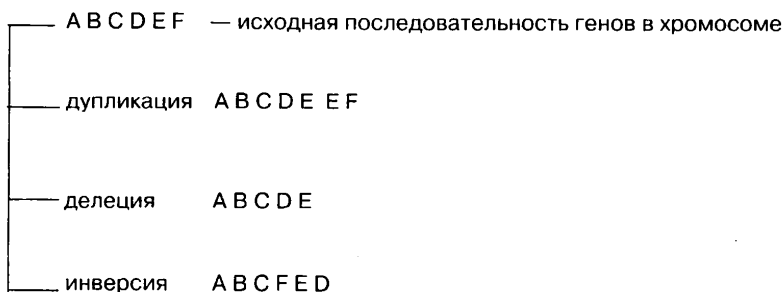 A B C D E F — исходная последовательность генов в хромосоме
дупликация A B C D E E F
делеция A B C D E
инверсия A B C F E D